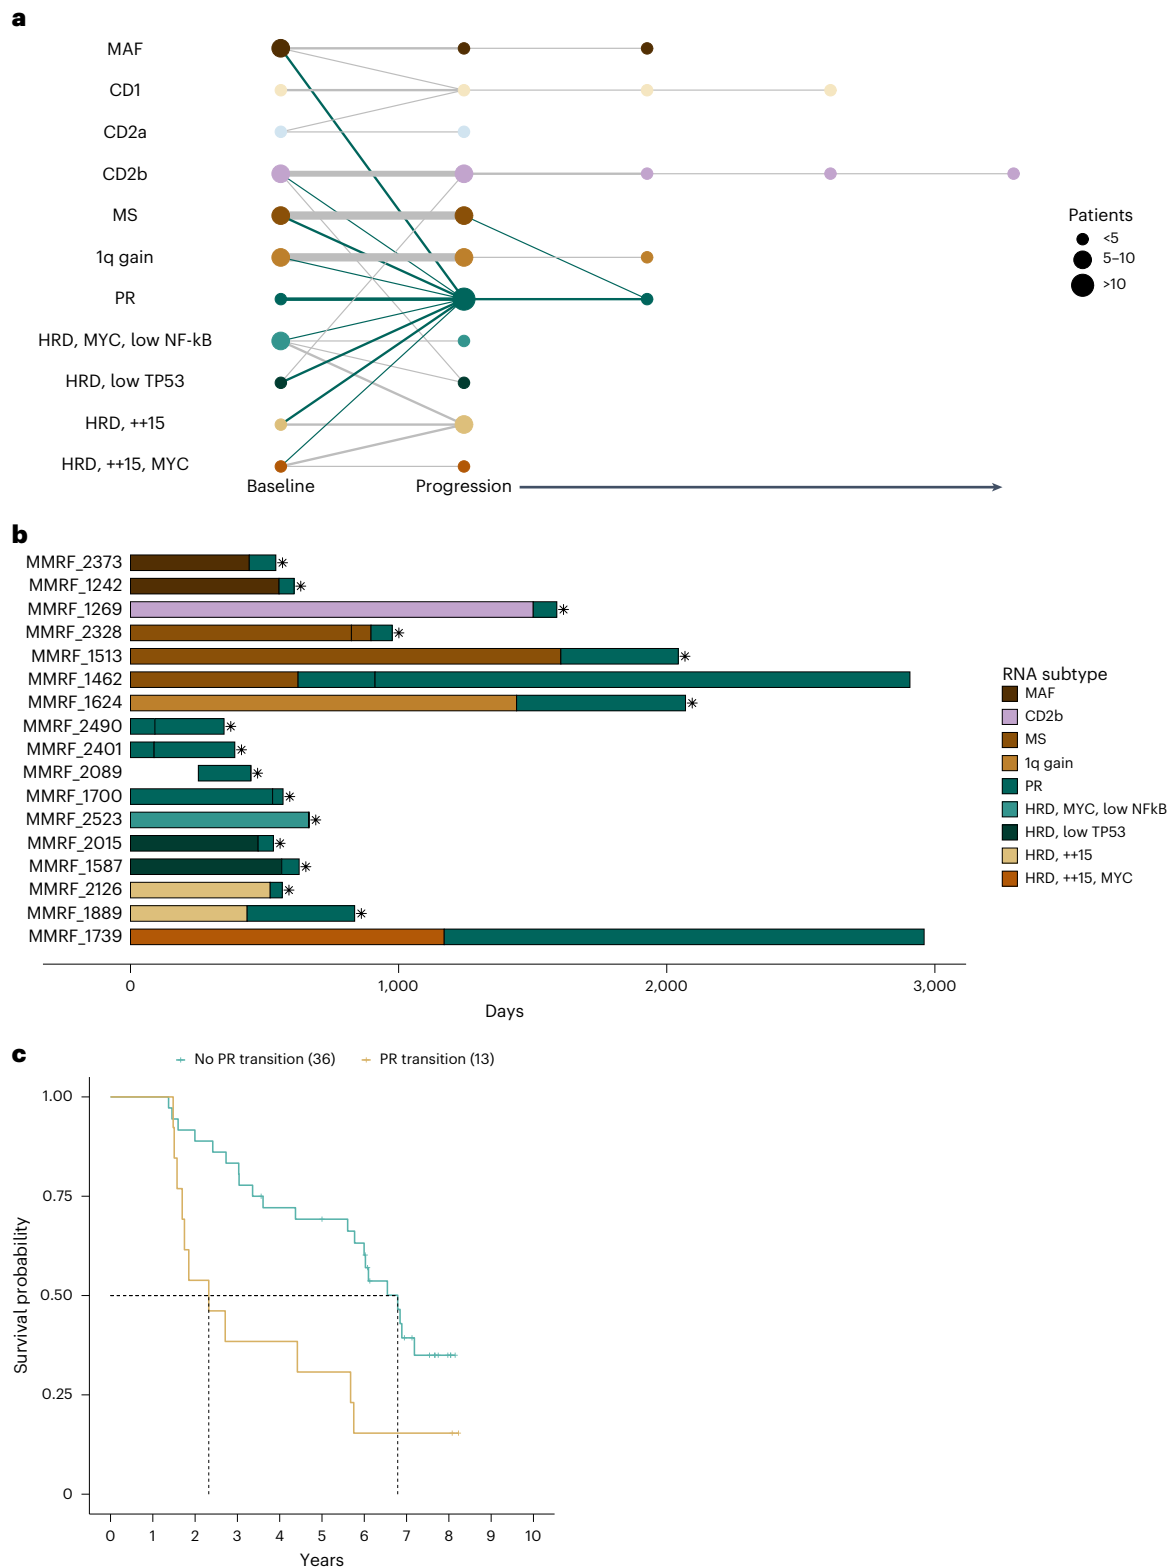 a
MAF
CD1
CD2a
CD2b
MS
1q gain
PR
HRD, MYC, low NF-kB
HRD, low TP53
HRD, ++15
HRD, ++15, MYC
Baseline
Progression
Patients
<5
5–10
>10
b
MMRF_2373
MMRF_1242
MMRF_1269
MMRF_2328
MMRF_1513
MMRF_1462
MMRF_1624
MMRF_2490
MMRF_2401
MMRF_2089
MMRF_1700
MMRF_2523
MMRF_2015
MMRF_1587
MMRF_2126
MMRF_1889
MMRF_1739
0 1,000 2,000 3,000
Days
RNA subtype
MAF
CD2b
MS
1q gain
PR
HRD, MYC, low NFkB
HRD, low TP53
HRD, ++15
HRD, ++15, MYC
c
No PR transition (36) PR transition (13)
Survival probability
1.00
0.75
0.50
0.25
0
0 1 2 3 4 5 6 7 8 9 10
Years